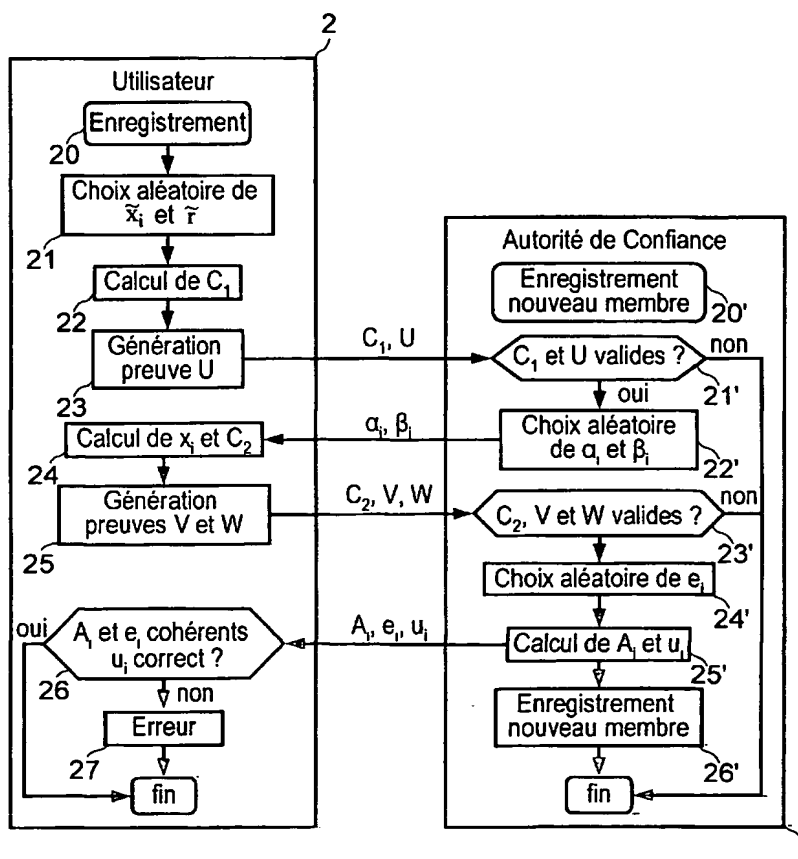 2
Utilisateur
Enregistrement
20
Choix aléatoire de
x̃ᵢ et r̃
21
Calcul de C₁
22
Génération
preuve U
23
C₁, U
Autorité de Confiance
Enregistrement
nouveau membre
20'
C₁ et U valides ?
non
21'
oui
Choix aléatoire
de αᵢ et βᵢ
22'
αᵢ, βᵢ
Calcul de xᵢ et C₂
24
Génération
preuves V et W
25
C₂, V, W
C₂, V et W valides ?
non
23'
Choix aléatoire de eᵢ
24'
Calcul de Aᵢ et uᵢ
25'
Aᵢ, eᵢ, uᵢ
oui
Aᵢ et eᵢ cohérents
uᵢ correct ?
26
non
Erreur
27
fin
Enregistrement
nouveau membre
26'
fin